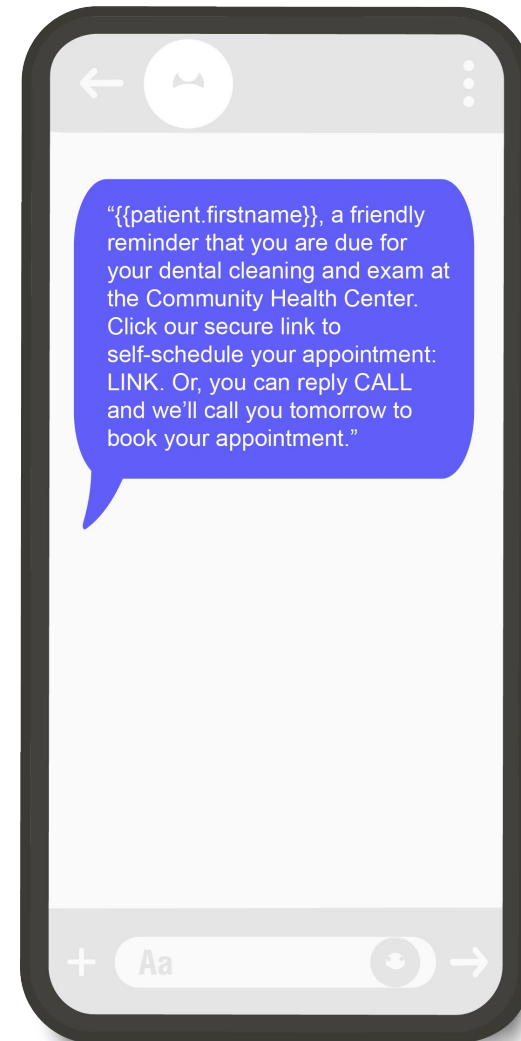 “{{patient.firstname}}, a friendly
reminder that you are due for
your dental cleaning and exam at
the Community Health Center.
Click our secure link to
self-schedule your appointment:
LINK. Or, you can reply CALL
and we’ll call you tomorrow to
book your appointment.”
Aa